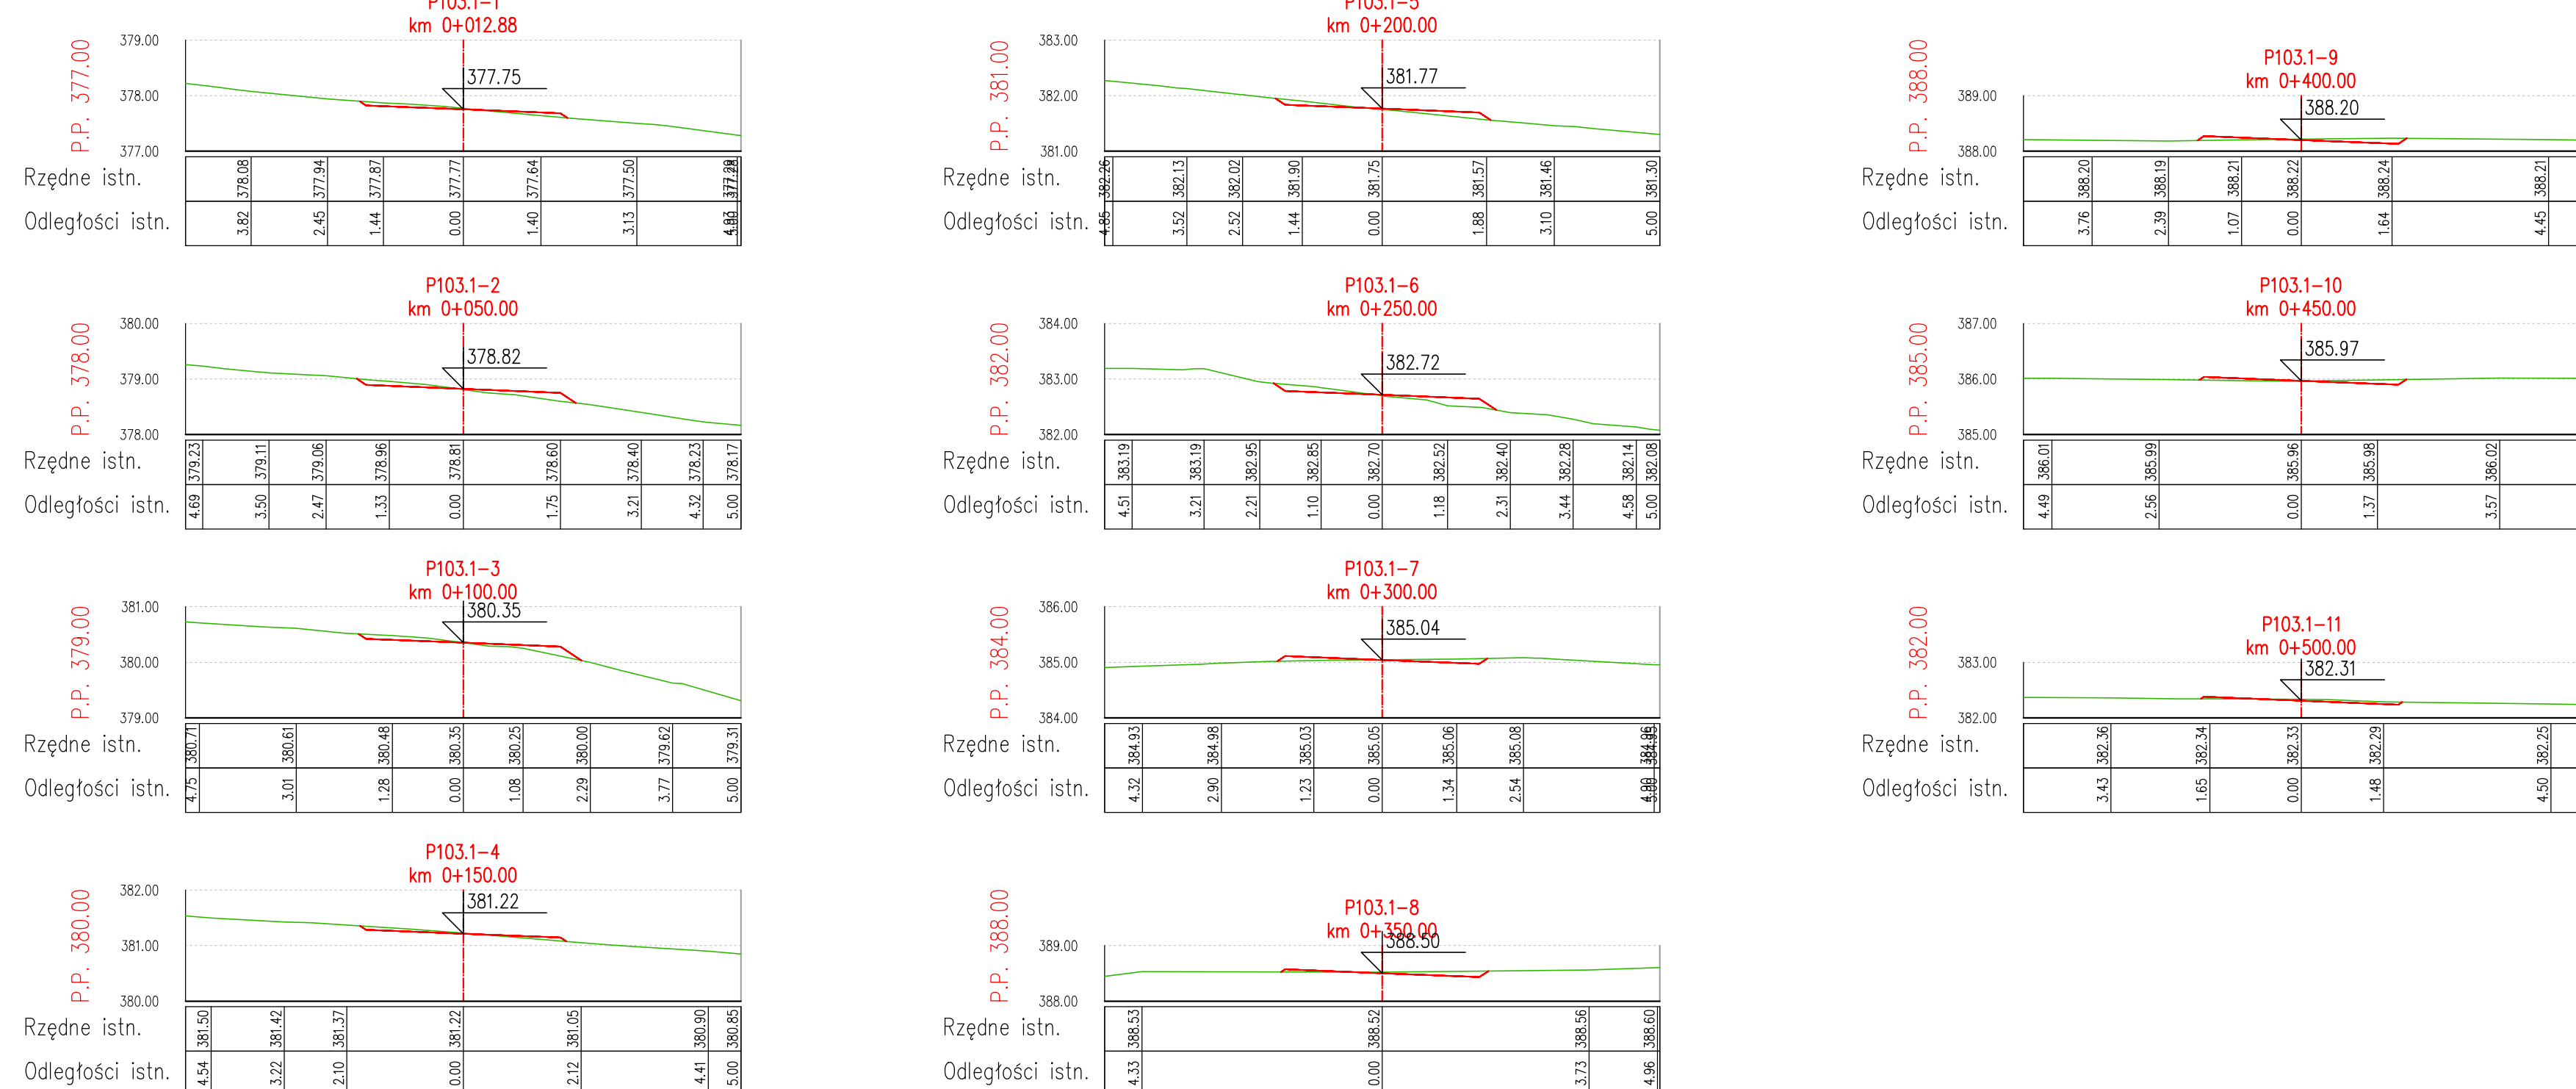 P103.1-1
km 0+012.88
P.P. 377.00
379.00
378.00
377.00
377.75
Rzędne istn.
378.08 377.94 377.87 377.77 377.64 377.50
Odległości istn.
3.82 2.45 1.44 0.00 1.40 3.13
P103.1-2
km 0+050.00
P.P. 378.00
380.00
379.00
378.00
378.82
Rzędne istn.
379.23 379.11 379.06 378.96 378.81 378.60 378.40 378.23 378.17
Odległości istn.
4.69 3.50 2.47 1.33 0.00 1.75 3.21 4.32 5.00
P103.1-3
km 0+100.00
P.P. 379.00
381.00
380.00
379.00
380.35
Rzędne istn.
380.71 380.61 380.48 380.35 380.25 380.00 379.62 379.31
Odległości istn.
4.75 3.01 1.28 0.00 1.08 2.29 3.77 5.00
P103.1-4
km 0+150.00
P.P. 380.00
382.00
381.00
380.00
381.22
Rzędne istn.
381.50 381.42 381.37 381.22 381.05 380.90 380.85
Odległości istn.
4.54 3.22 2.10 0.00 2.12 4.41 5.00
P103.1-5
km 0+200.00
P.P. 381.00
383.00
382.00
381.00
381.77
Rzędne istn.
382.26 382.13 382.02 381.90 381.75 381.57 381.46 381.30
Odległości istn.
4.85 3.52 2.52 1.44 0.00 1.88 3.10 5.00
P103.1-6
km 0+250.00
P.P. 382.00
384.00
383.00
382.00
382.72
Rzędne istn.
383.19 383.19 382.95 382.85 382.70 382.52 382.40 382.28 382.14 382.08
Odległości istn.
4.51 3.21 2.21 1.10 0.00 1.18 2.31 3.44 4.58 5.00
P103.1-7
km 0+300.00
P.P. 384.00
386.00
385.00
384.00
385.04
Rzędne istn.
384.93 384.98 385.03 385.05 385.06 385.08
Odległości istn.
4.32 2.90 1.23 0.00 1.34 2.54
P103.1-8
km 0+350.00
P.P. 388.00
389.00
388.00
388.50
Rzędne istn.
388.53 388.52 388.56 388.60
Odległości istn.
4.33 0.00 3.73 4.96
P103.1-9
km 0+400.00
P.P. 388.00
389.00
388.00
388.20
Rzędne istn.
388.20 388.19 388.21 388.22 388.24 388.21
Odległości istn.
3.76 2.39 1.07 0.00 1.64 4.45
P103.1-10
km 0+450.00
P.P. 385.00
387.00
386.00
385.00
385.97
Rzędne istn.
386.01 385.99 385.96 385.98 386.02
Odległości istn.
4.49 2.56 0.00 1.37 3.57
P103.1-11
km 0+500.00
P.P. 382.00
383.00
382.00
382.31
Rzędne istn.
382.36 382.34 382.33 382.29 382.25
Odległości istn.
3.43 1.65 0.00 1.48 4.50